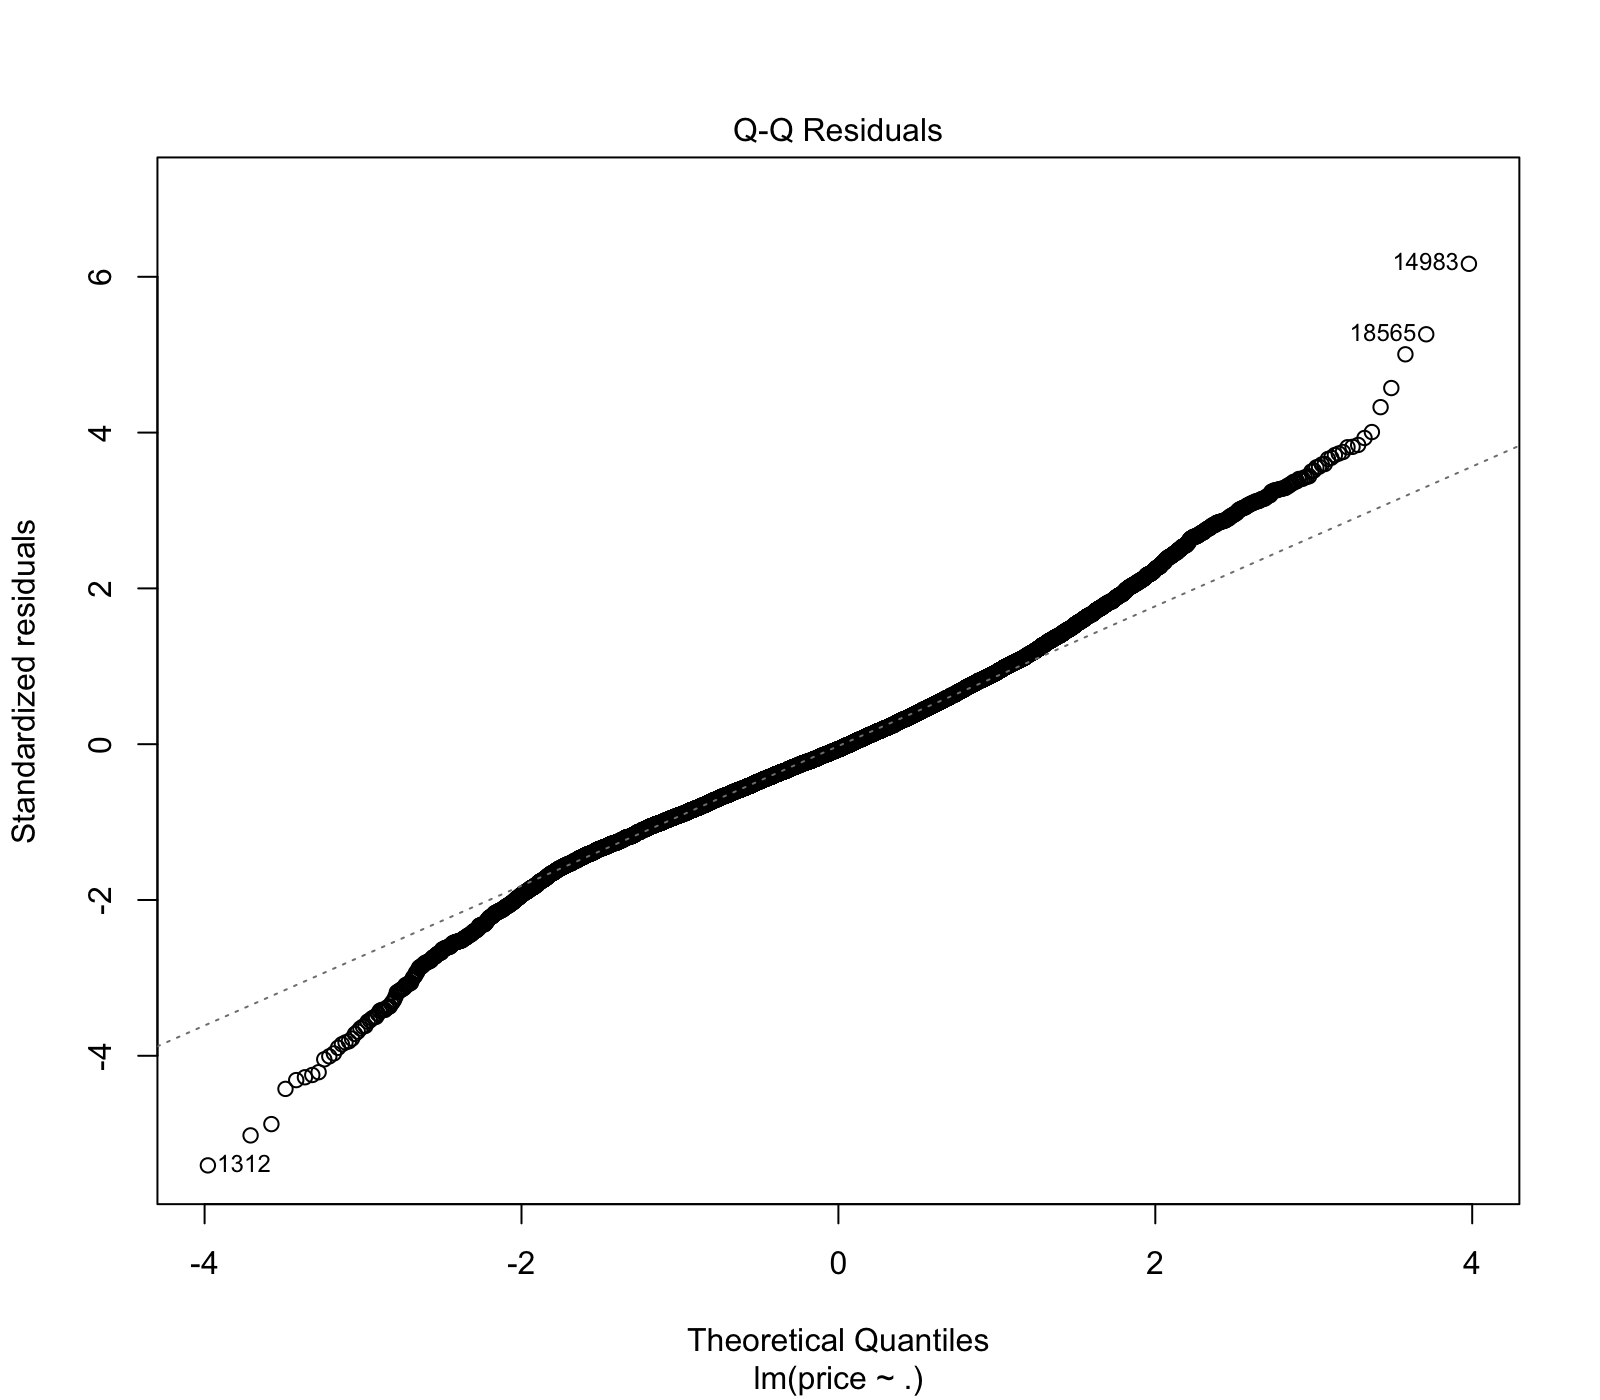 Q-Q Residuals
14983
18565
1312
6
4
2
0
-2
-4
Standardized residuals
-4 -2 0 2 4
Theoretical Quantiles
lm(price ~ .)